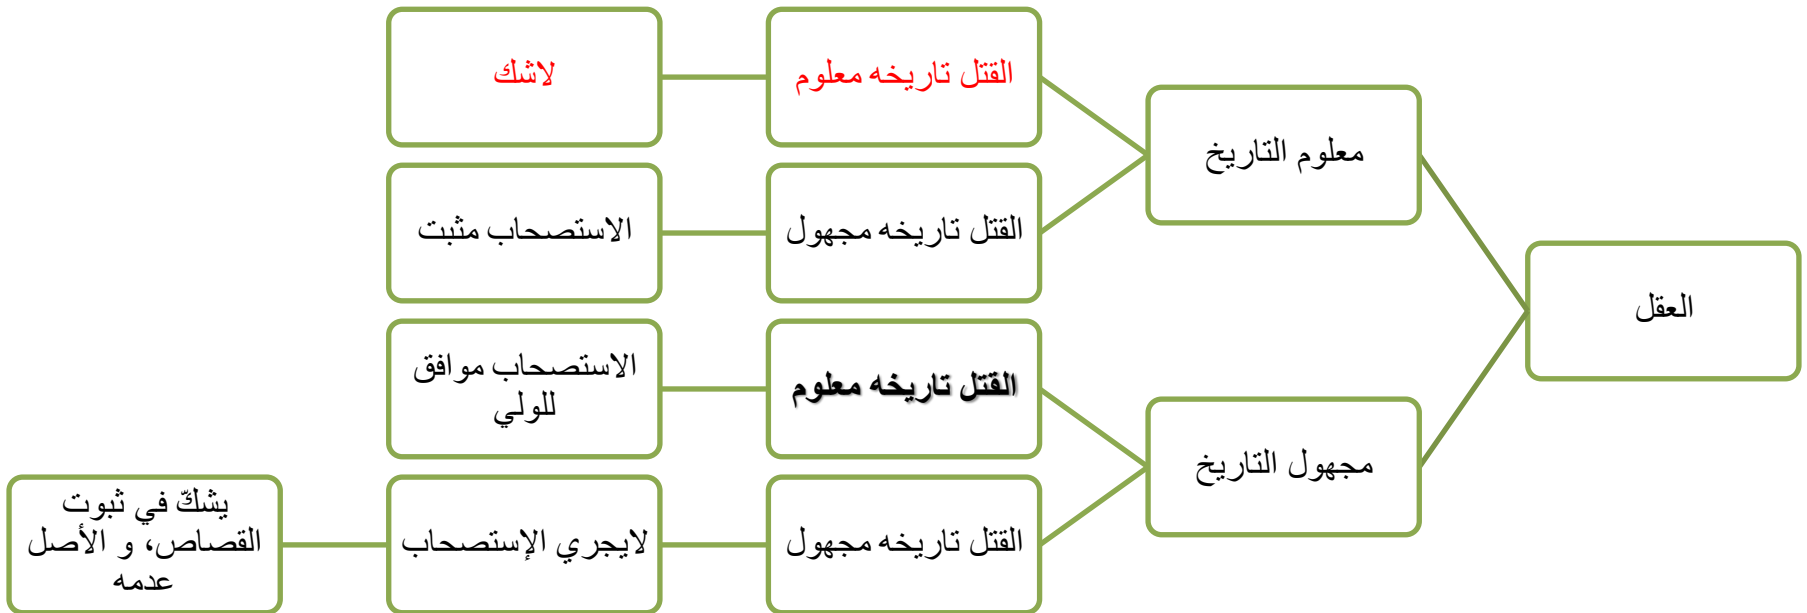 العقل
معلوم التاريخ
القتل تاريخه معلوم
لاشك
القتل تاريخه مجهول
الاستصحاب مثبت
مجهول التاريخ
القتل تاريخه معلوم
الاستصحاب موافق
للولي
القتل تاريخه مجهول
لايجري الإستصحاب
يشكّ في ثبوت
القصاص، و الأصل
عدمه